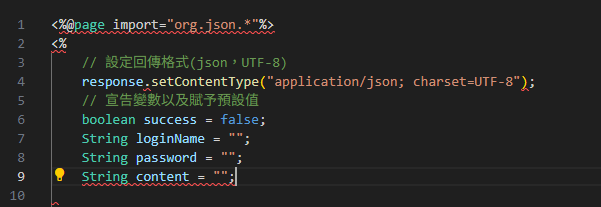 1 <%@page import="org.json.*"%>
2 <%
3 // 設定回傳格式(json，UTF-8)
4 response.setContentType("application/json; charset=UTF-8");
5 // 宣告變數以及賦予預設值
6 boolean success = false;
7 String loginName = "";
8 String password = "";
9 String content = "";
10